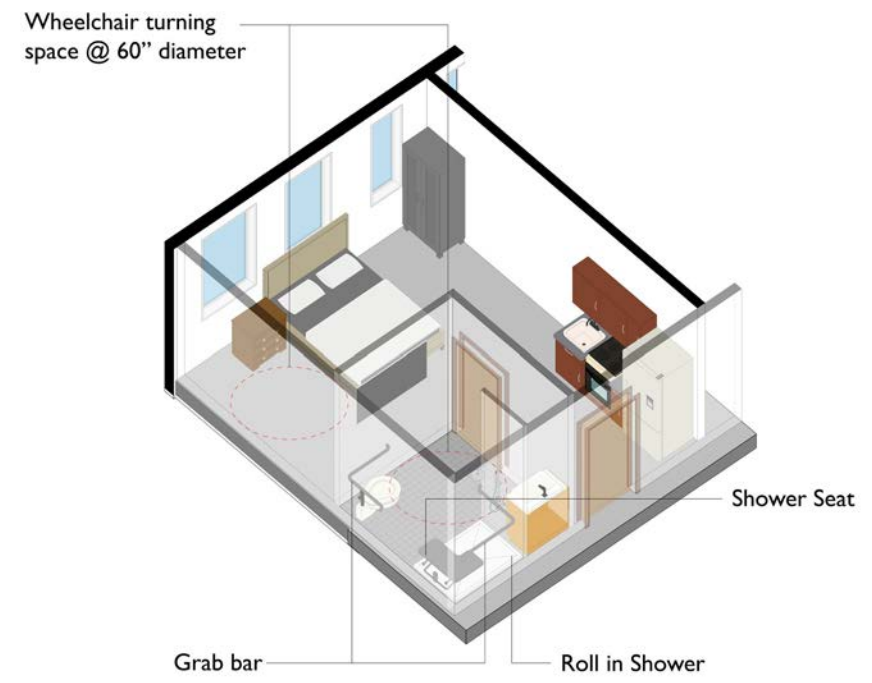 Wheelchair turning
space @ 60” diameter
Shower Seat
Grab bar
Roll in Shower